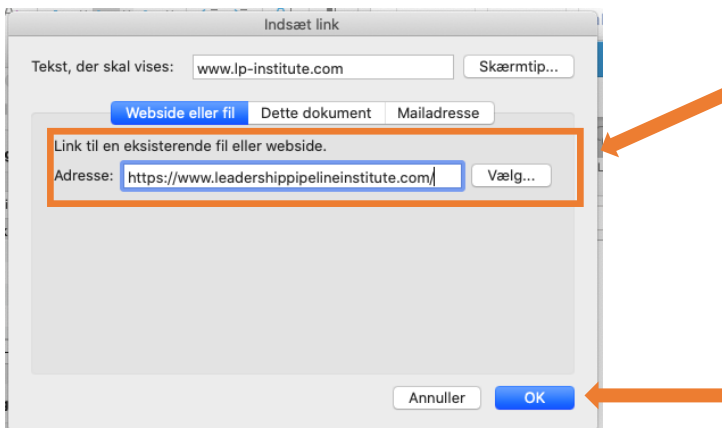 Indsæt link
Tekst, der skal vises: www.lp-institute.com Skærmtip...
Webside eller fil Dette dokument Mailadresse
Link til en eksisterende fil eller webside.
Adresse: https://www.leadershippipelineinstitute.com/ Vælg...
Annuller OK